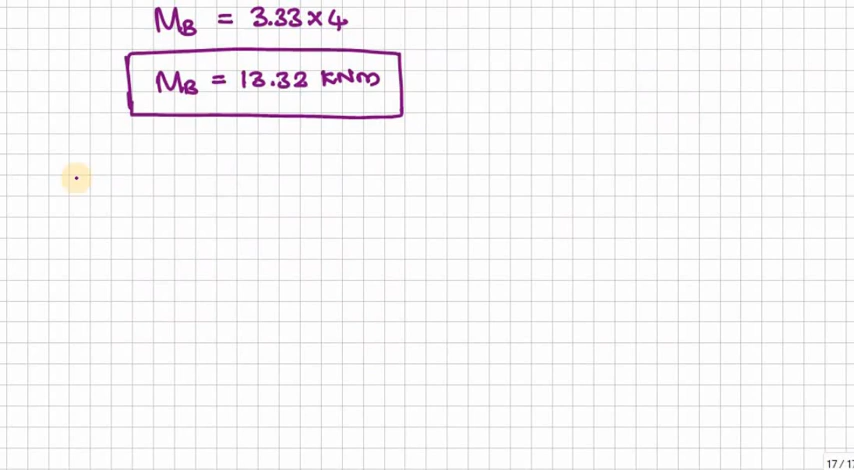 MB = 3.33×4
MB = 13.32 KNm
17 / 17